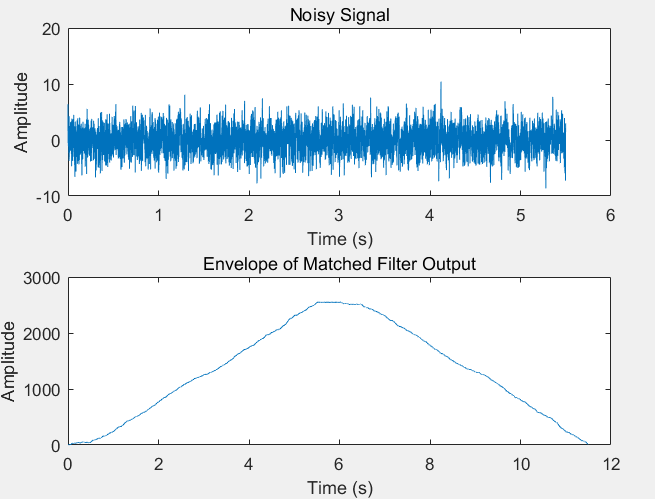 Noisy Signal
20
10
0
-10
Amplitude
0 1 2 3 4 5 6
Time (s)
Envelope of Matched Filter Output
3000
2000
1000
0
Amplitude
0 2 4 6 8 10 12
Time (s)